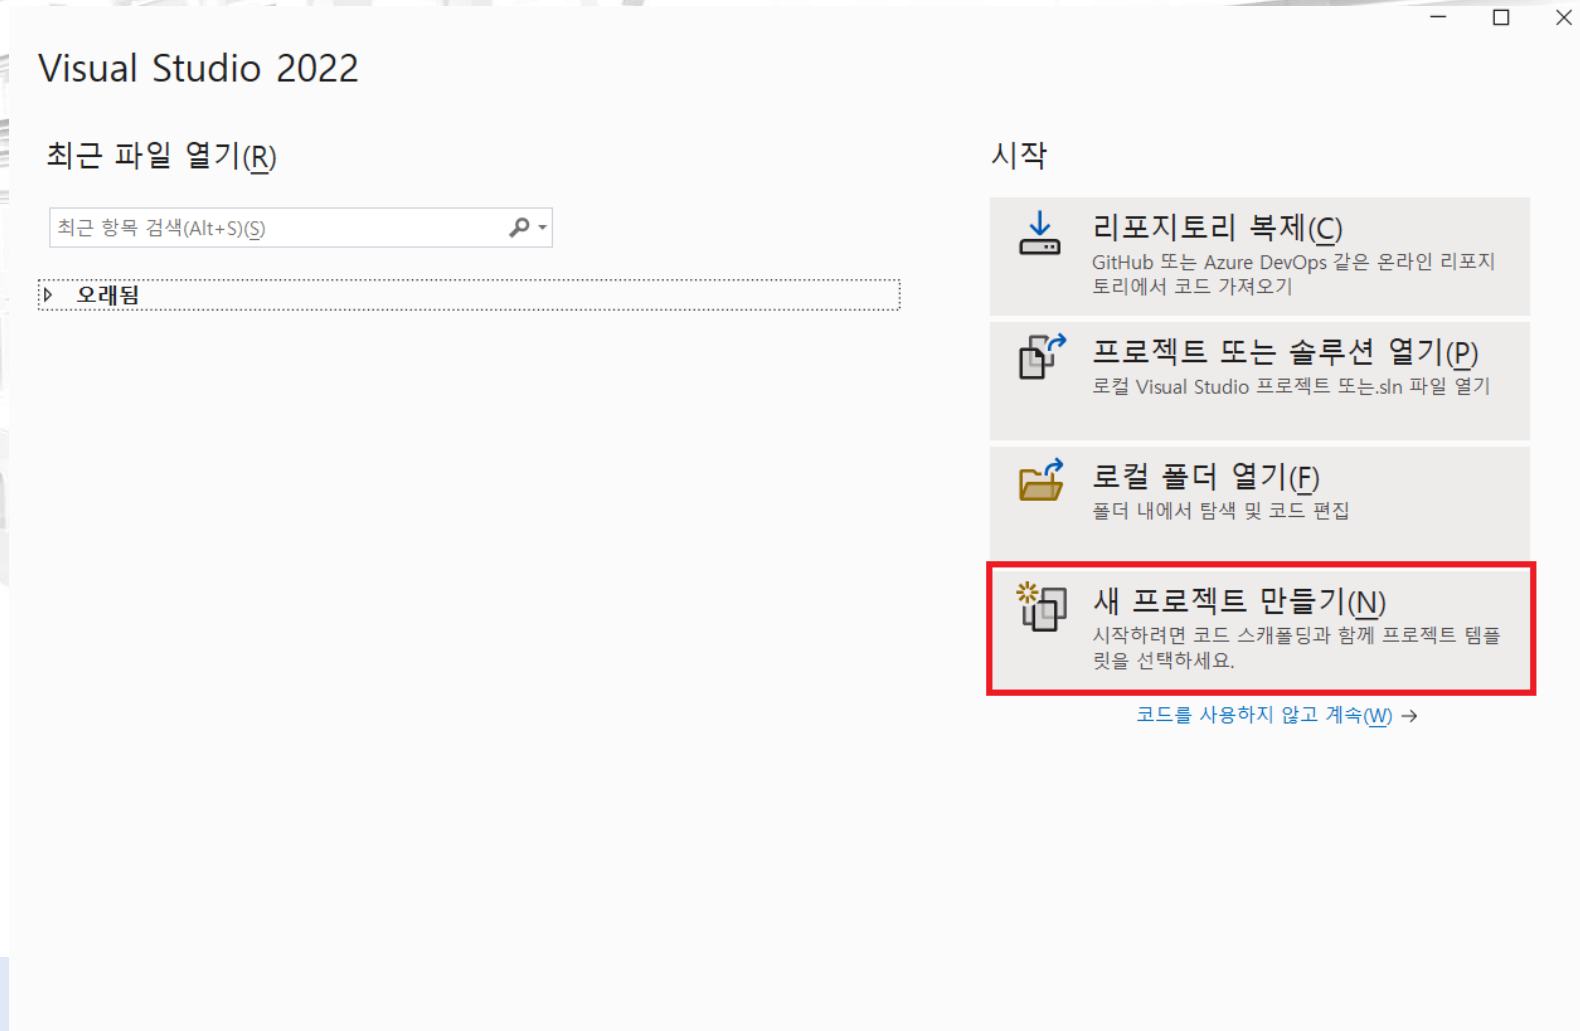 Visual Studio 2022
최근 파일 열기(R)
최근 항목 검색(Alt+S)(S)
오래됨
시작
리포지토리 복제(C)
GitHub 또는 Azure DevOps 같은 온라인 리포지
토리에서 코드 가져오기
프로젝트 또는 솔루션 열기(P)
로컬 Visual Studio 프로젝트 또는.sln 파일 열기
로컬 폴더 열기(F)
폴더 내에서 탐색 및 코드 편집
새 프로젝트 만들기(N)
시작하려면 코드 스캐폴딩과 함께 프로젝트 템플
릿을 선택하세요.
코드를 사용하지 않고 계속(W) →